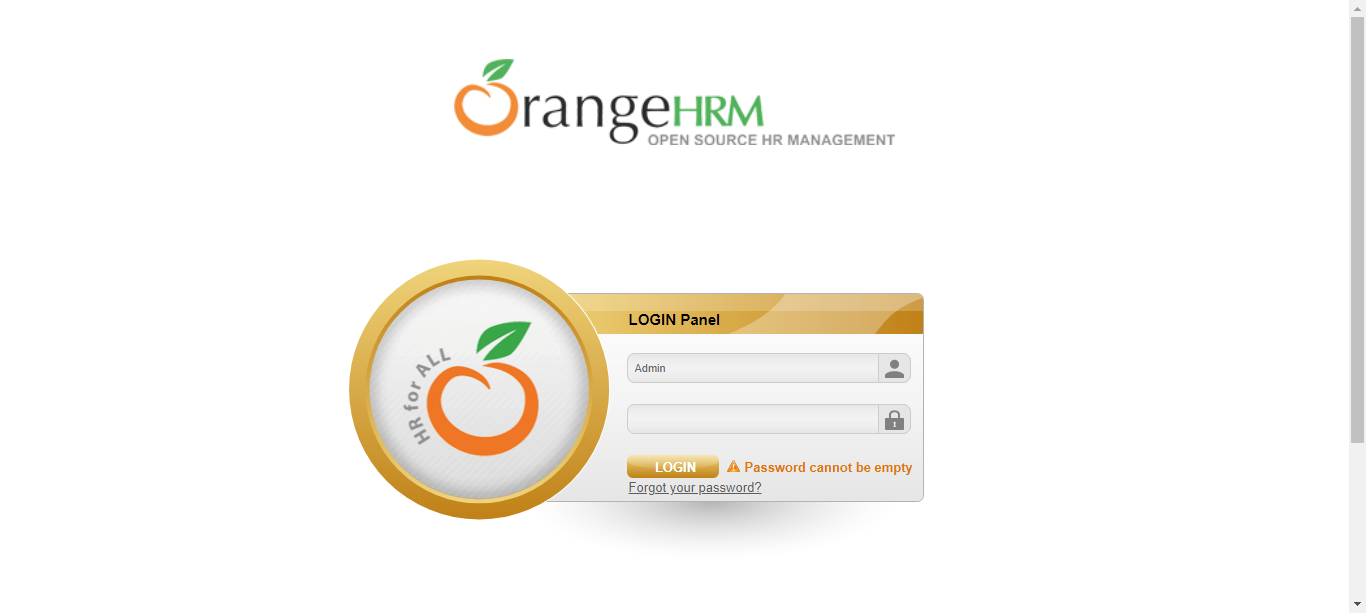 OrangeHRM
OPEN SOURCE HR MANAGEMENT
HR for ALL
LOGIN Panel
Admin
LOGIN
Password cannot be empty
Forgot your password?